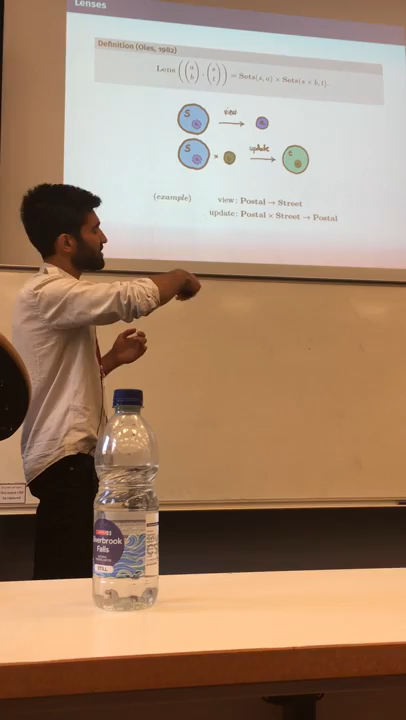 Lenses
Definition (Oles, 1982)
Lens ((a b), (s t)) = Sets(s, a) × Sets(s × b, t).
S
view
a
S
×
update
t
(example)
view: Postal → Street
update: Postal × Street → Postal
erbrook
Falls
STILL